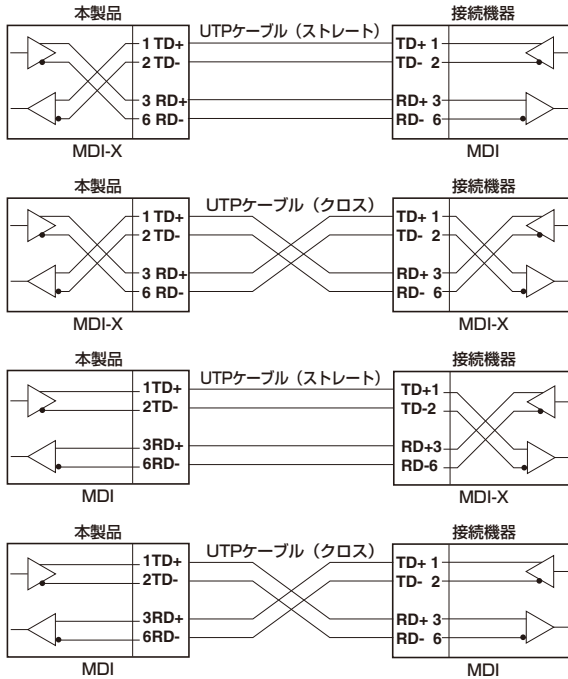 本製品 接続機器
UTPケーブル（ストレート）
1 TD+ TD+ 1
2 TD- TD- 2
3 RD+ RD+ 3
6 RD- RD- 6
MDI-X MDI
本製品 接続機器
UTPケーブル（クロス）
1 TD+ TD+ 1
2 TD- TD- 2
3 RD+ RD+ 3
6 RD- RD- 6
MDI-X MDI-X
本製品 接続機器
UTPケーブル（ストレート）
1TD+ TD+1
2TD- TD-2
3RD+ RD+3
6RD- RD-6
MDI MDI-X
本製品 接続機器
UTPケーブル（クロス）
1TD+ TD+ 1
2TD- TD- 2
3RD+ RD+ 3
6RD- RD- 6
MDI MDI